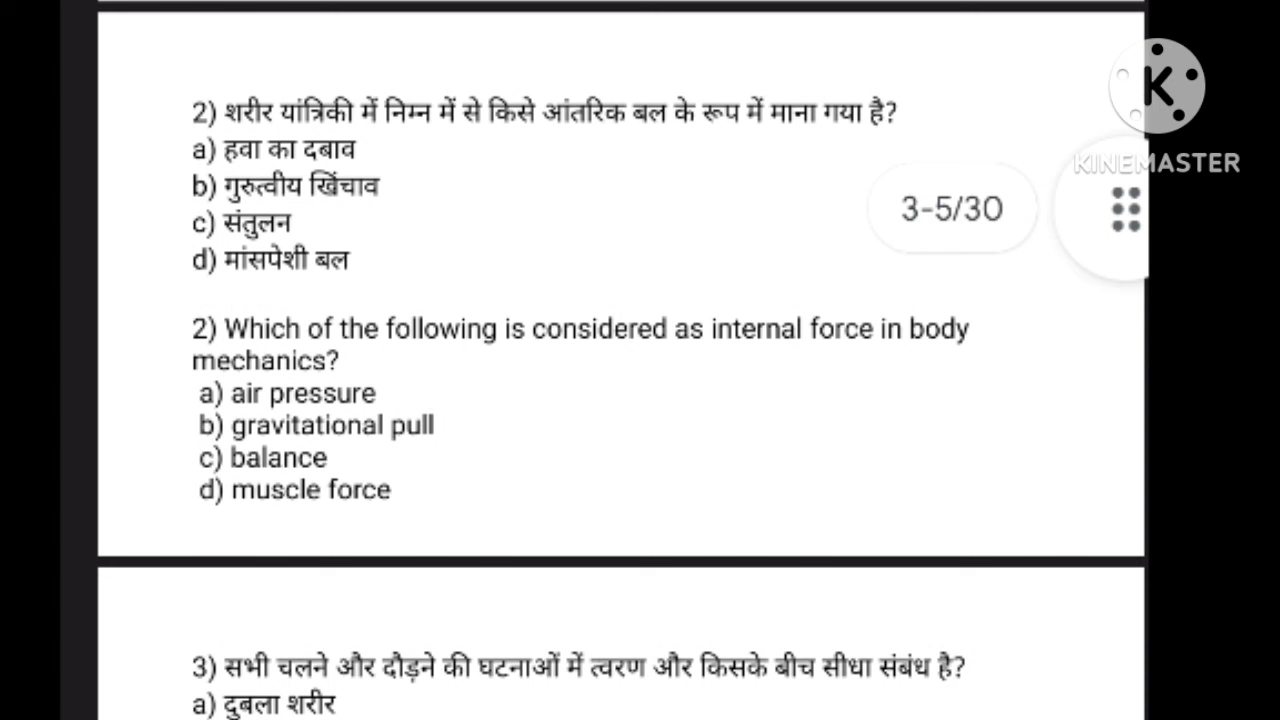 2) शरीर यांत्रिकी में निम्न में से किसे आंतरिक बल के रूप में माना गया है?
a) हवा का दबाव
b) गुरुत्वीय खिंचाव
c) संतुलन
d) मांसपेशी बल
K
KINEMASTER
3-5/30
2) Which of the following is considered as internal force in body
mechanics?
a) air pressure
b) gravitational pull
c) balance
d) muscle force
3) सभी चलने और दौड़ने की घटनाओं में त्वरण और किसके बीच सीधा संबंध है?
a) दुबला शरीर